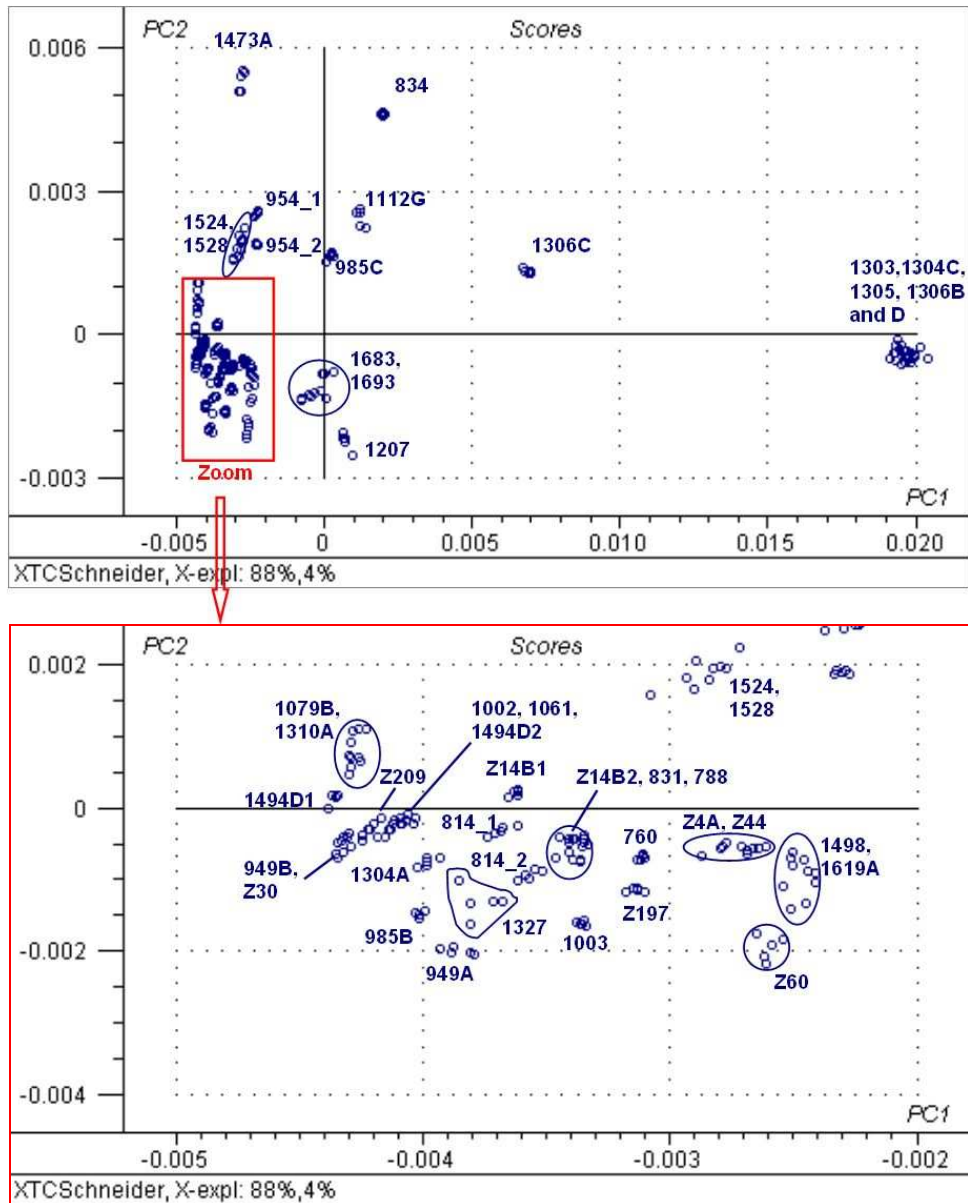 PC2
Scores
0.006
1473A
834
0.003
954_1
1112G
1524,
1528
954_2
985C
1306C
1303,1304C,
1305, 1306B
and D
0
1683,
1693
1207
Zoom
-0.003
PC1
-0.005 0 0.005 0.010 0.015 0.020
XTCSchneider, X-expl: 88%,4%
PC2
Scores
0.002
1524,
1528
1079B,
1310A
1002, 1061,
1494D2
Z209
Z14B1
Z14B2, 831, 788
1494D1
0
814_1
760
Z4A, Z44
949B,
Z30
1304A
814_2
1498,
1619A
Z197
985B
1327
1003
949A
-0.002
Z60
-0.004
PC1
-0.005 -0.004 -0.003 -0.002
XTCSchneider, X-expl: 88%,4%